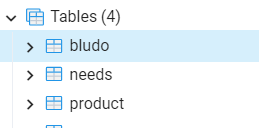 Tables (4)
bludo
needs
product